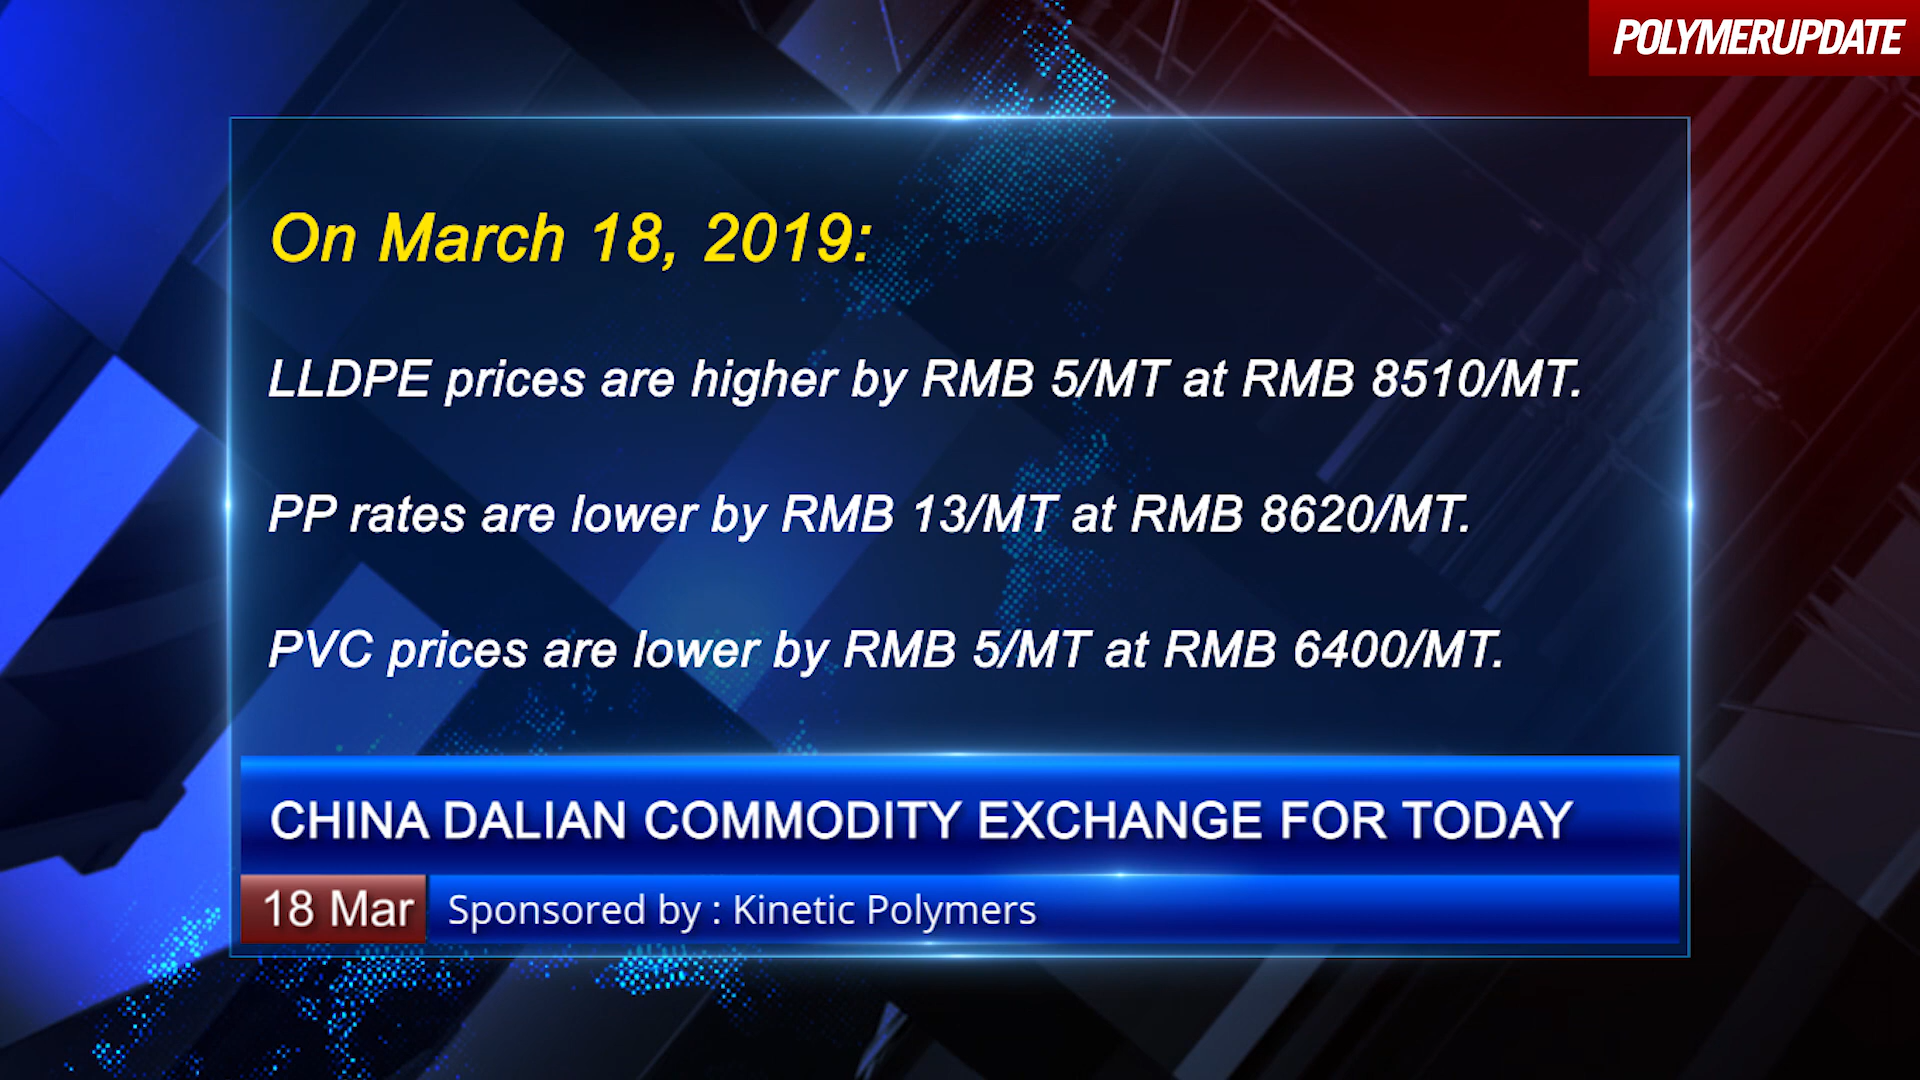 POLYMERUPDATE
On March 18, 2019:
LLDPE prices are higher by RMB 5/MT at RMB 8510/MT.
PP rates are lower by RMB 13/MT at RMB 8620/MT.
PVC prices are lower by RMB 5/MT at RMB 6400/MT.
CHINA DALIAN COMMODITY EXCHANGE FOR TODAY
18 Mar Sponsored by : Kinetic Polymers